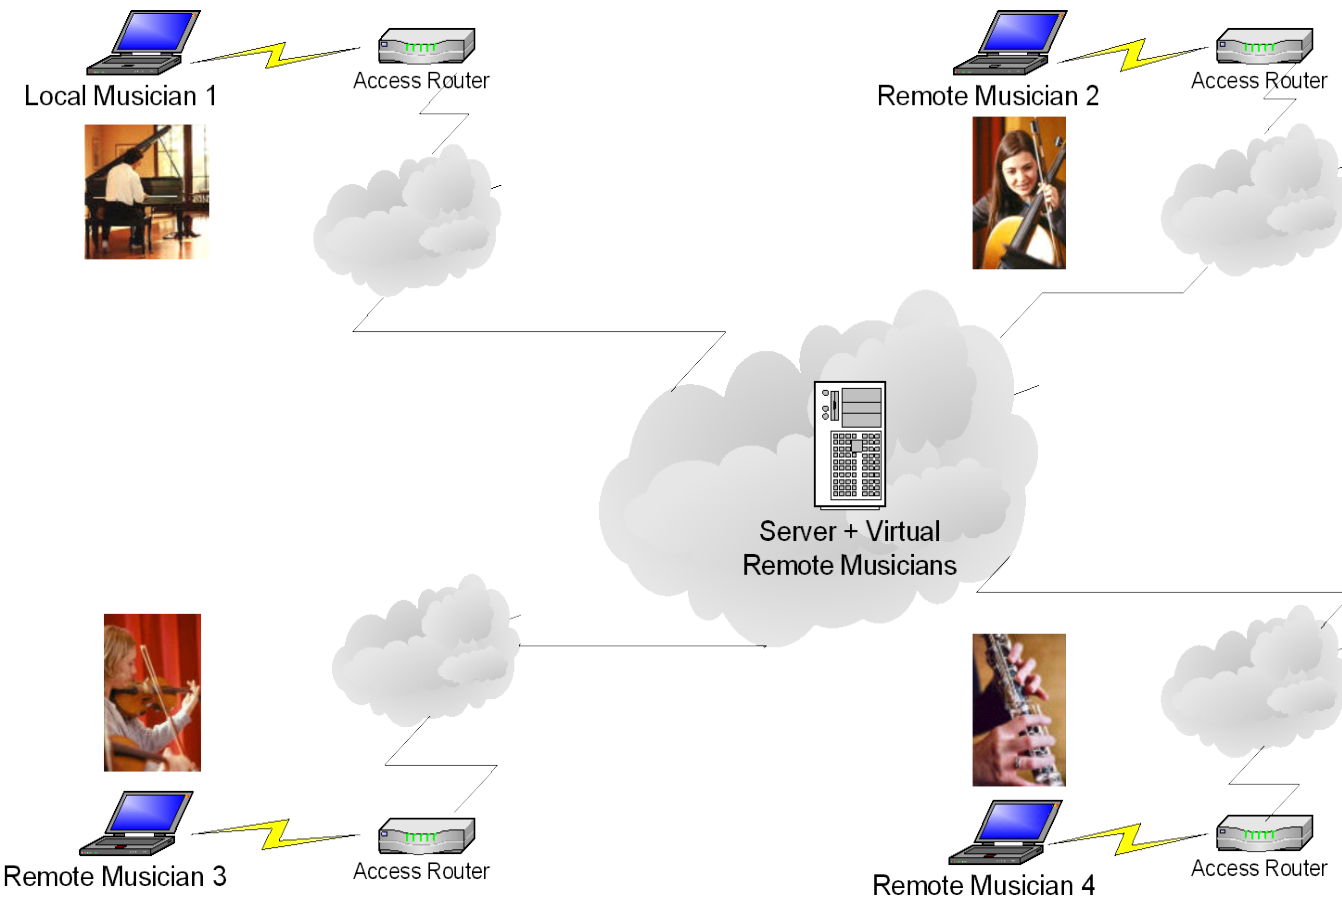 Local Musician 1
Access Router
Remote Musician 2
Access Router
Server + Virtual
Remote Musicians
Remote Musician 3
Access Router
Remote Musician 4
Access Router